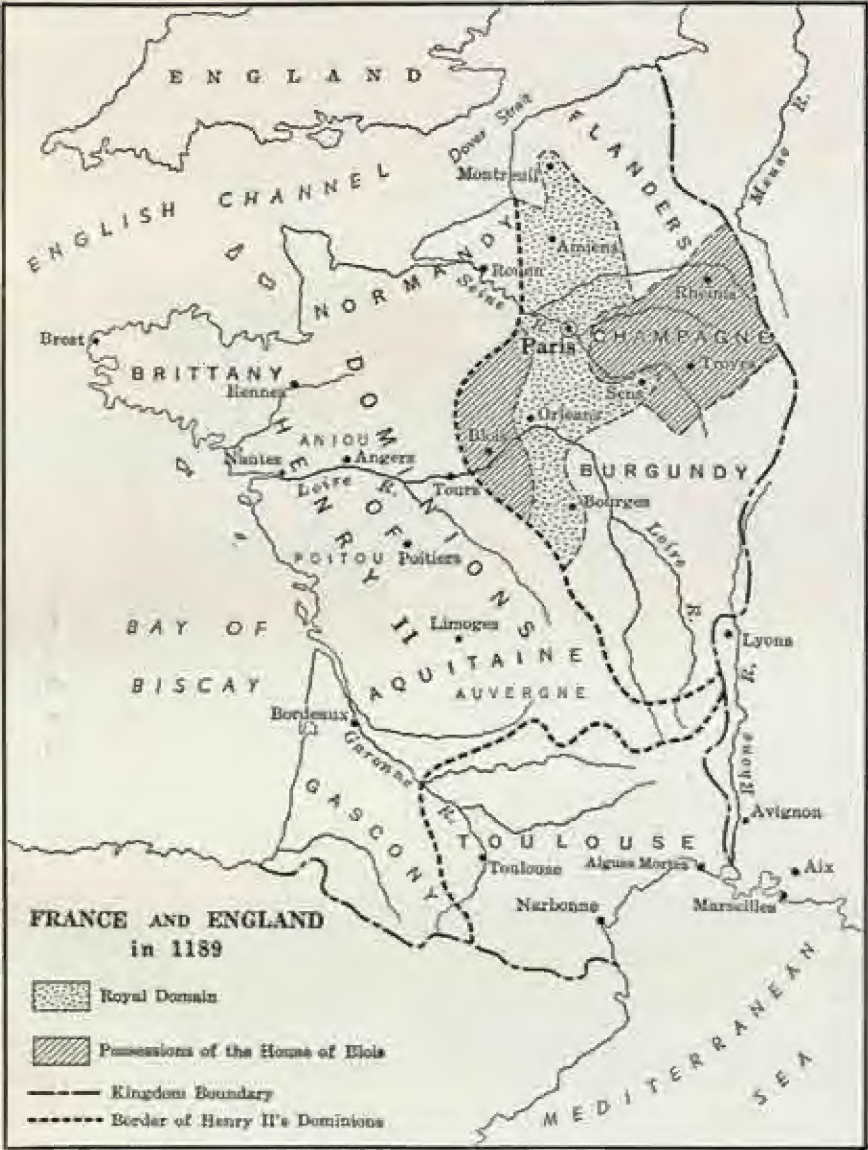 ENGLAND
Dover Strait
FLANDERS
Meuse R.
ENGLISH CHANNEL
Montreuil
Amiens
NORMANDY
Rouen
Seine R.
Rheims
Brest
Paris
CHAMPAGNE
BRITTANY
Troyes
Rennes
Sens
Orleans
DOMINIONS OF
HENRY II
ANJOU
Blois
Nantes
Angers
BURGUNDY
Loire R.
Tours
Bourges
POITOU
Poitiers
Loire R.
BAY OF
BISCAY
Limoges
Lyons
AQUITAINE
AUVERGNE
Bordeaux
Garonne R.
Rhone R.
GASCONY
Avignon
TOULOUSE
Toulouse
Aigues Mortes
Aix
Narbonne
Marseilles
MEDITERRANEAN
SEA
FRANCE AND ENGLAND
in 1189
Royal Domain
Possessions of the House of Blois
Kingdom Boundary
Border of Henry II's Dominions